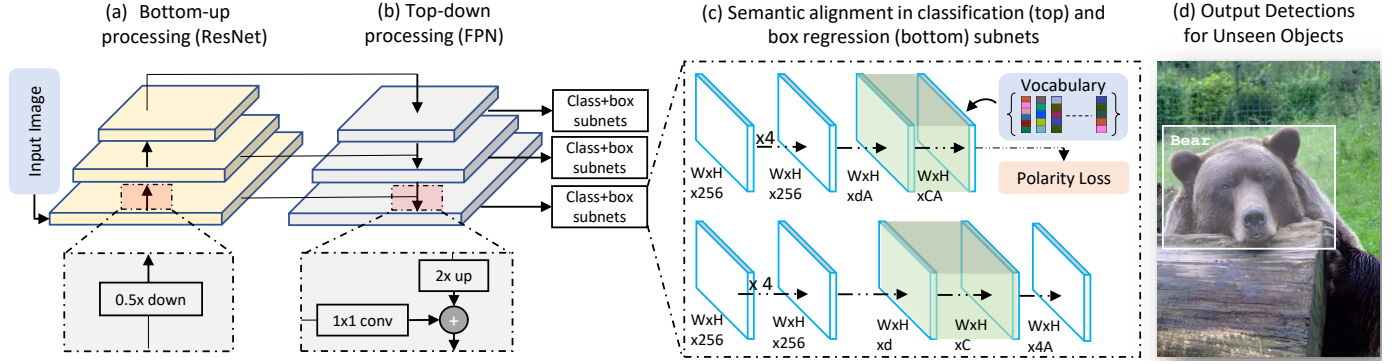 (a) Bottom-up
processing (ResNet)
(b) Top-down
processing (FPN)
(c) Semantic alignment in classification (top) and
box regression (bottom) subnets
(d) Output Detections
for Unseen Objects
Input Image
Class+box
subnets
Class+box
subnets
Class+box
subnets
0.5x down
2x up
1x1 conv
+
x4
WxH
x256
WxH
x256
WxH
xdA
WxH
xCA
Vocabulary
Polarity Loss
x 4
WxH
x256
WxH
x256
WxH
xd
WxH
xC
WxH
x4A
Bear